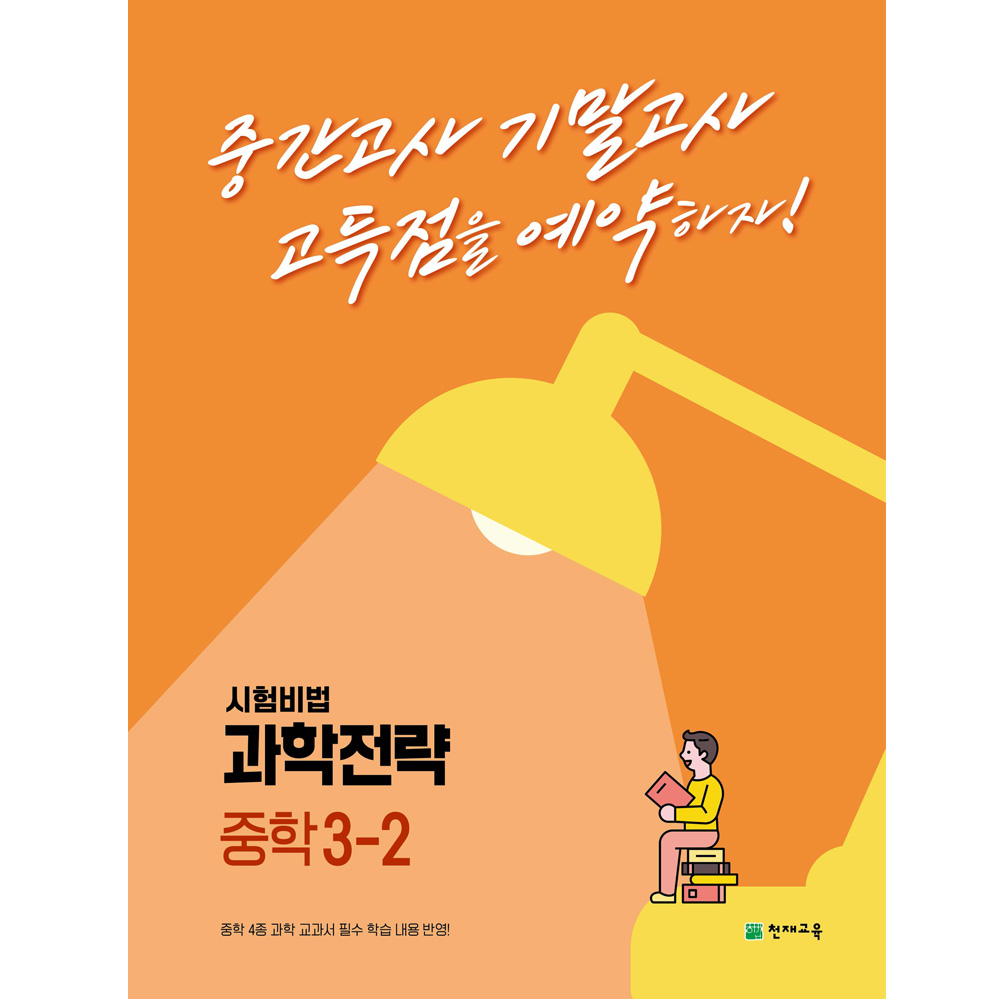 중간고사 기말고사
고득점을 예약하자!
시험비법
과학전략
중학 3-2
중학 4종 과학 교과서 필수 학습 내용 반영!
천재교육